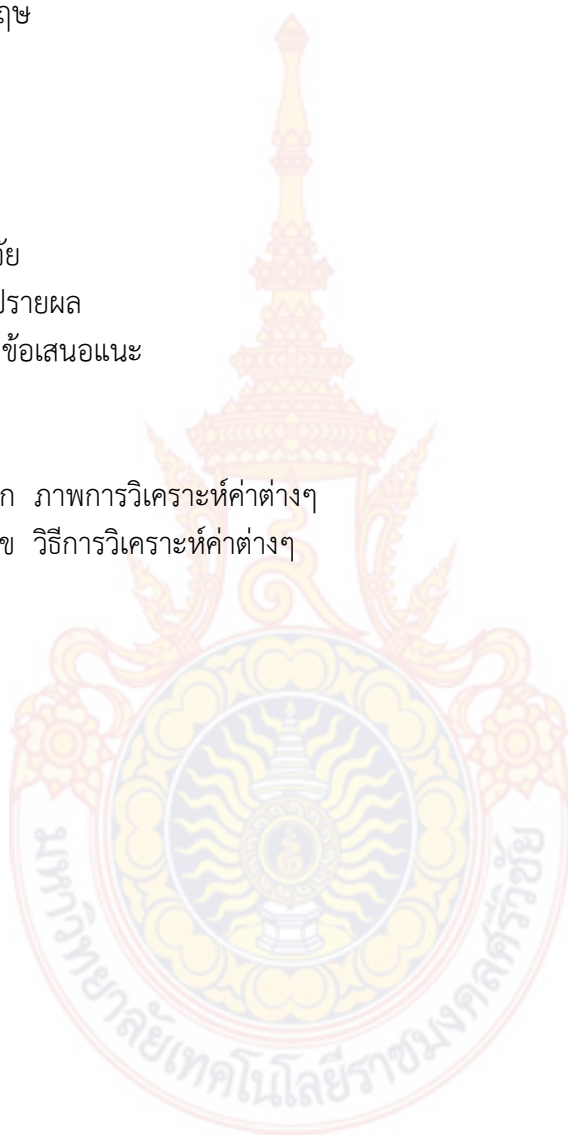 ฤษ
จัย
ปรายผล
ข้อเสนอแนะ
ก ภาพการวิเคราะห์ค่าต่างๆ
ข วิธีการวิเคราะห์ค่าต่างๆ
มหาวิทยาลัยเทคโนโลยีราชมงคลศรีวิชัย